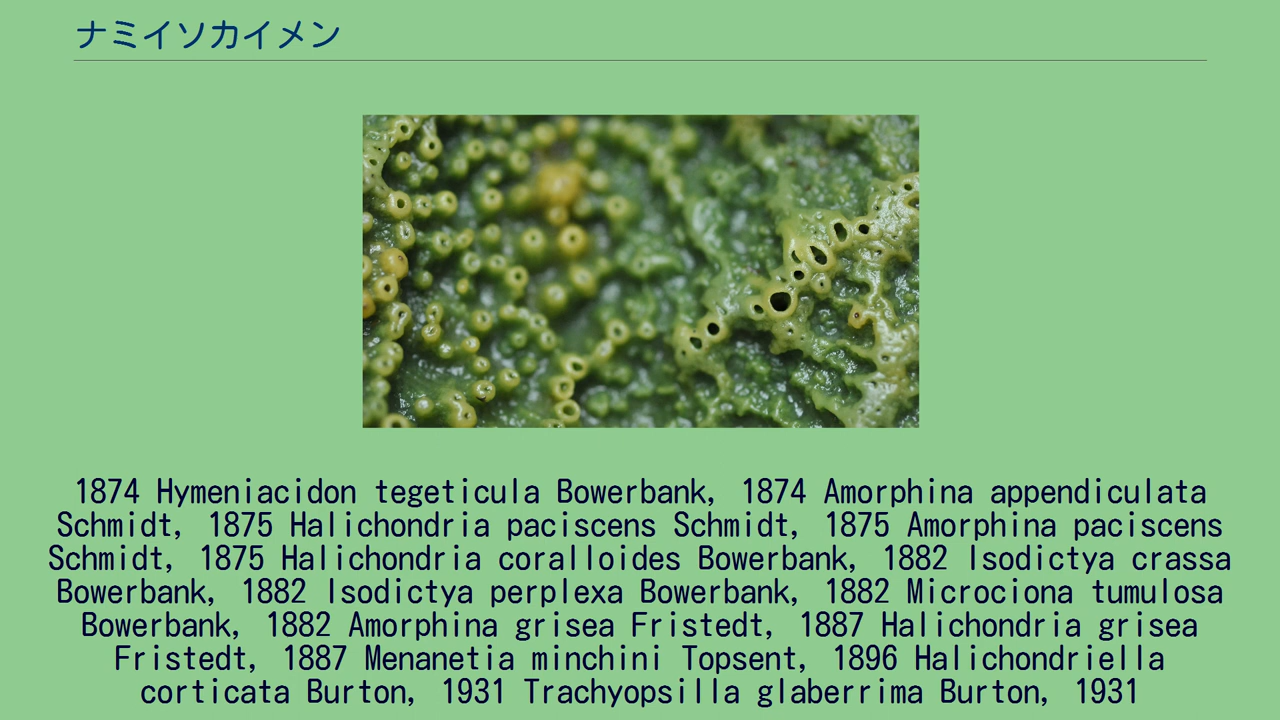 ナミイソカイメン
1874 Hymeniacidon tegeticula Bowerbank, 1874 Amorphina appendiculata
Schmidt, 1875 Halichondria paciscens Schmidt, 1875 Amorphina paciscens
Schmidt, 1875 Halichondria coralloides Bowerbank, 1882 Isodictya crassa
Bowerbank, 1882 Isodictya perplexa Bowerbank, 1882 Microciona tumulosa
Bowerbank, 1882 Amorphina grisea Fristedt, 1887 Halichondria grisea
Fristedt, 1887 Menanetia minchini Topsent, 1896 Halichondriella
corticata Burton, 1931 Trachyopsilla glaberrima Burton, 1931